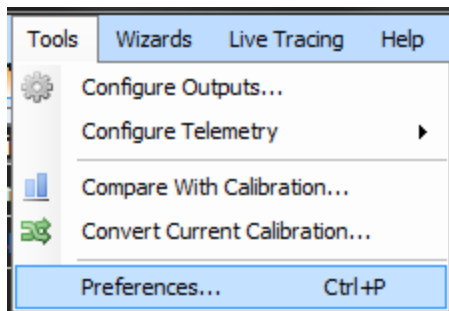 Tools Wizards Live Tracing Help
Configure Outputs...
Configure Telemetry
Compare With Calibration...
Convert Current Calibration...
Preferences... Ctrl+P